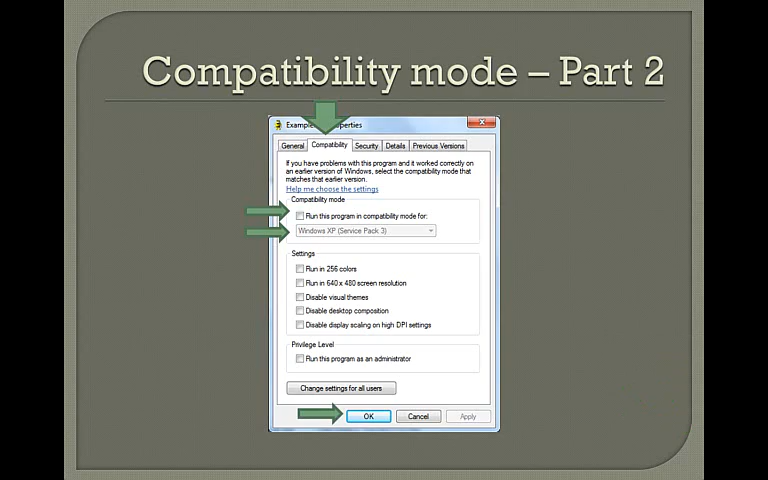 Compatibility mode – Part 2
Example
operties
General Compatibility Security Details Previous Versions
If you have problems with this program and it worked correctly on
an earlier version of Windows, select the compatibility mode that
matches that earlier version.
Help me choose the settings
Compatibility mode
Run this program in compatibility mode for:
Windows XP (Service Pack 3)
Settings
Run in 256 colors
Run in 640 x 480 screen resolution
Disable visual themes
Disable desktop composition
Disable display scaling on high DPI settings
Privilege Level
Run this program as an administrator
Change settings for all users
OK Cancel Apply